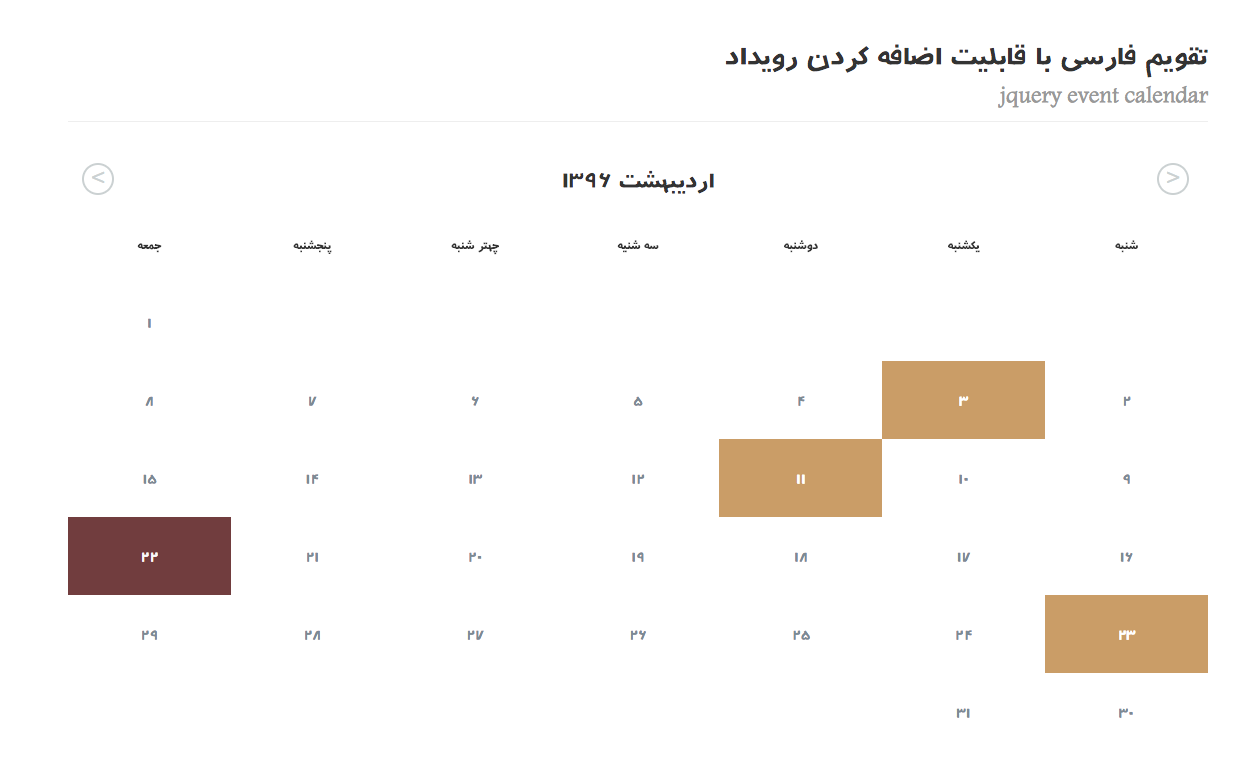 تقویم فارسی با قابلیت اضافه کردن رویداد
jquery event calendar
> اردیبهشت ۱۳۹۶ <
شنبه یکشنبه دوشنبه سه شنیه چهتر شنبه پنجشنبه جمعه
۱
۲ ۳ ۴ ۵ ۶ ۷ ۸
۹ ۱۰ ۱۱ ۱۲ ۱۳ ۱۴ ۱۵
۱۶ ۱۷ ۱۸ ۱۹ ۲۰ ۲۱ ۲۲
۲۳ ۲۴ ۲۵ ۲۶ ۲۷ ۲۸ ۲۹
۳۰ ۳۱